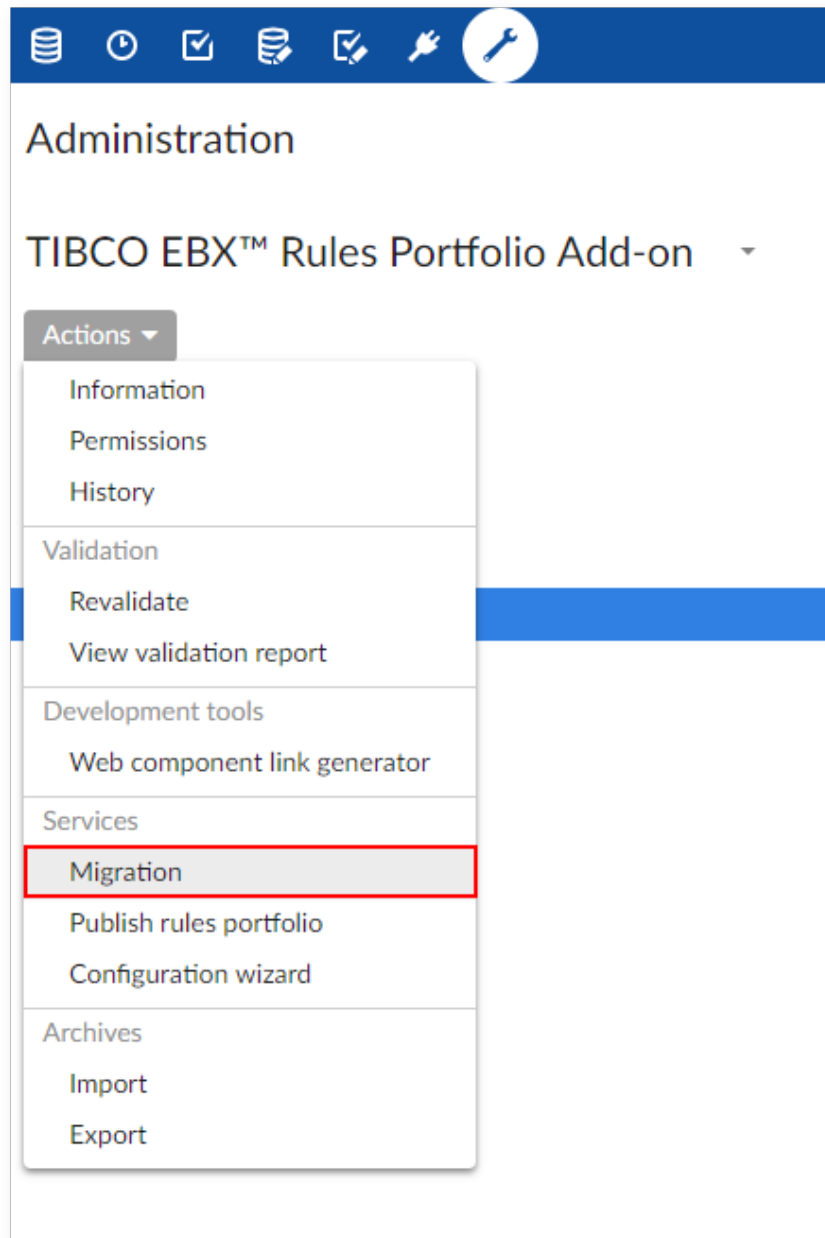 Administration
TIBCO EBX™ Rules Portfolio Add-on
Actions
Information
Permissions
History
Validation
Revalidate
View validation report
Development tools
Web component link generator
Services
Migration
Publish rules portfolio
Configuration wizard
Archives
Import
Export